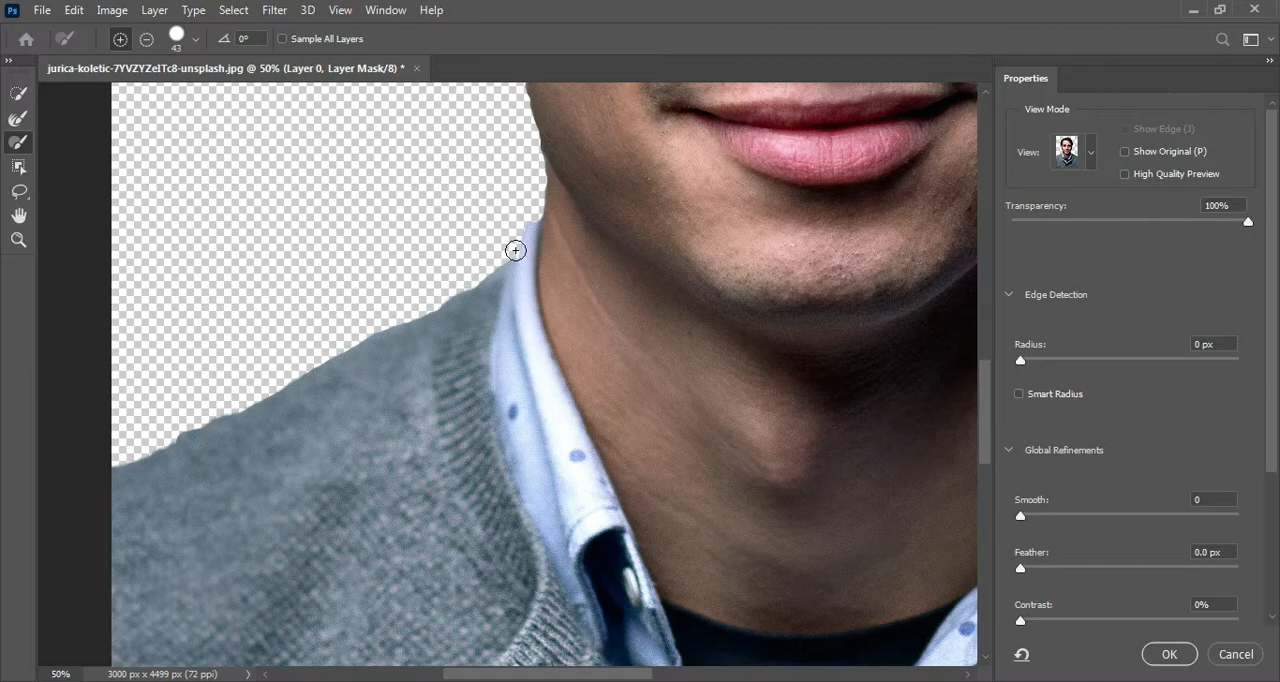 Ps File Edit Image Layer Type Select Filter 3D View Window Help
43 0° Sample All Layers
jurica-koletic-7YVZYZeITc8-unsplash.jpg @ 50% (Layer 0, Layer Mask/8) *
Properties
View Mode
Show Edge (J)
View: Show Original (P)
High Quality Preview
Transparency: 100%
Edge Detection
Radius: 0 px
Smart Radius
Global Refinements
Smooth: 0
Feather: 0.0 px
Contrast: 0%
OK Cancel
50% 3000 px x 4499 px (72 ppi)